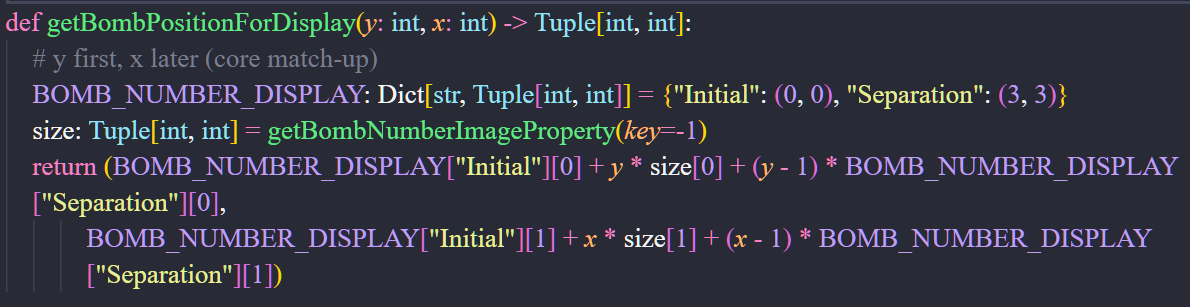 def getBombPositionForDisplay(y: int, x: int) -> Tuple[int, int]:
# y first, x later (core match-up)
BOMB_NUMBER_DISPLAY: Dict[str, Tuple[int, int]] = {"Initial": (0, 0), "Separation": (3, 3)}
size: Tuple[int, int] = getBombNumberImageProperty(key=-1)
return (BOMB_NUMBER_DISPLAY["Initial"][0] + y * size[0] + (y - 1) * BOMB_NUMBER_DISPLAY
["Separation"][0],
BOMB_NUMBER_DISPLAY["Initial"][1] + x * size[1] + (x - 1) * BOMB_NUMBER_DISPLAY
["Separation"][1])